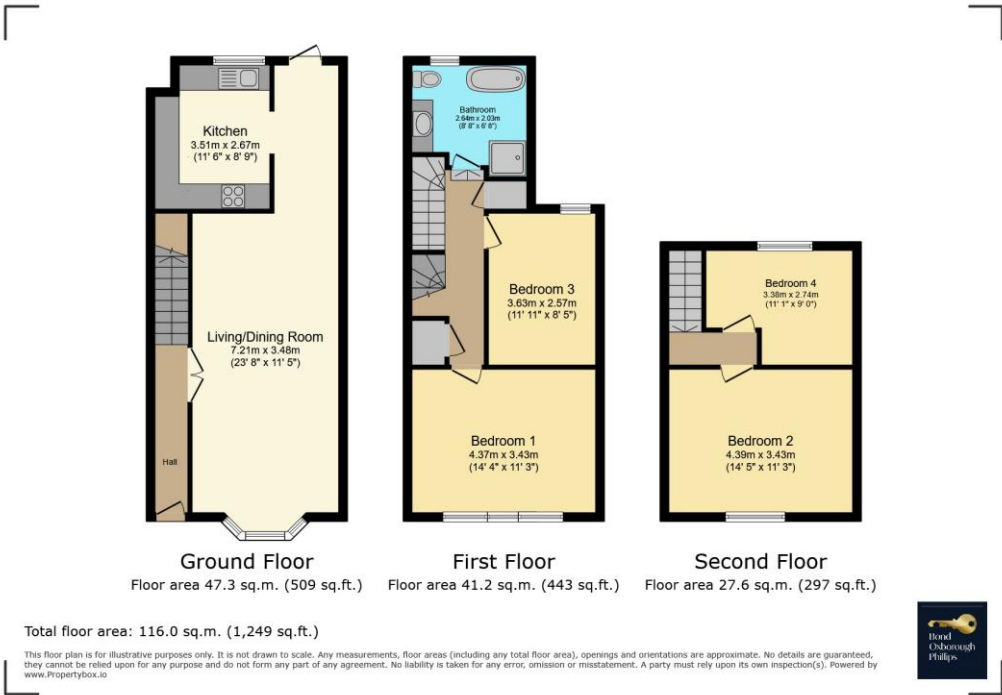 Kitchen
3.51m x 2.67m
(11' 6" x 8' 9")
Living/Dining Room
7.21m x 3.48m
(23' 8" x 11' 5")
Hall
Ground Floor
Floor area 47.3 sq.m. (509 sq.ft.)
Bathroom
2.64m x 2.03m
(8' 8" x 6' 8")
Bedroom 3
3.63m x 2.57m
(11' 11" x 8' 5")
Bedroom 1
4.37m x 3.43m
(14' 4" x 11' 3")
First Floor
Floor area 41.2 sq.m. (443 sq.ft.)
Bedroom 4
3.38m x 2.74m
(11' 1" x 9' 0")
Bedroom 2
4.39m x 3.43m
(14' 5" x 11' 3")
Second Floor
Floor area 27.6 sq.m. (297 sq.ft.)
Total floor area: 116.0 sq.m. (1,249 sq.ft.)
This floor plan is for illustrative purposes only. It is not drawn to scale. Any measurements, floor areas (including any total floor area), openings and orientations are approximate. No details are guaranteed,
they cannot be relied upon for any purpose and do not form any part of any agreement. No liability is taken for any error, omission or misstatement. A party must rely upon its own inspection(s). Powered by
www.Propertybox.io
Bond
Oxborough
Phillips